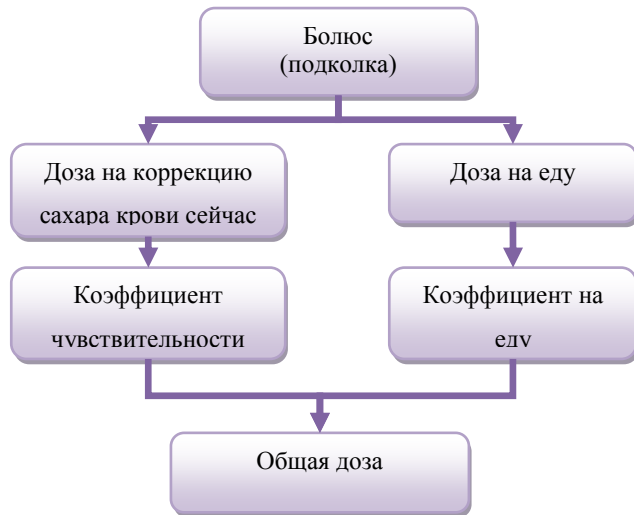 Болюс
(подколка)
Доза на коррекцию
сахара крови сейчас
Доза на еду
Коэффициент
чувствительности
Коэффициент на
еду
Общая доза